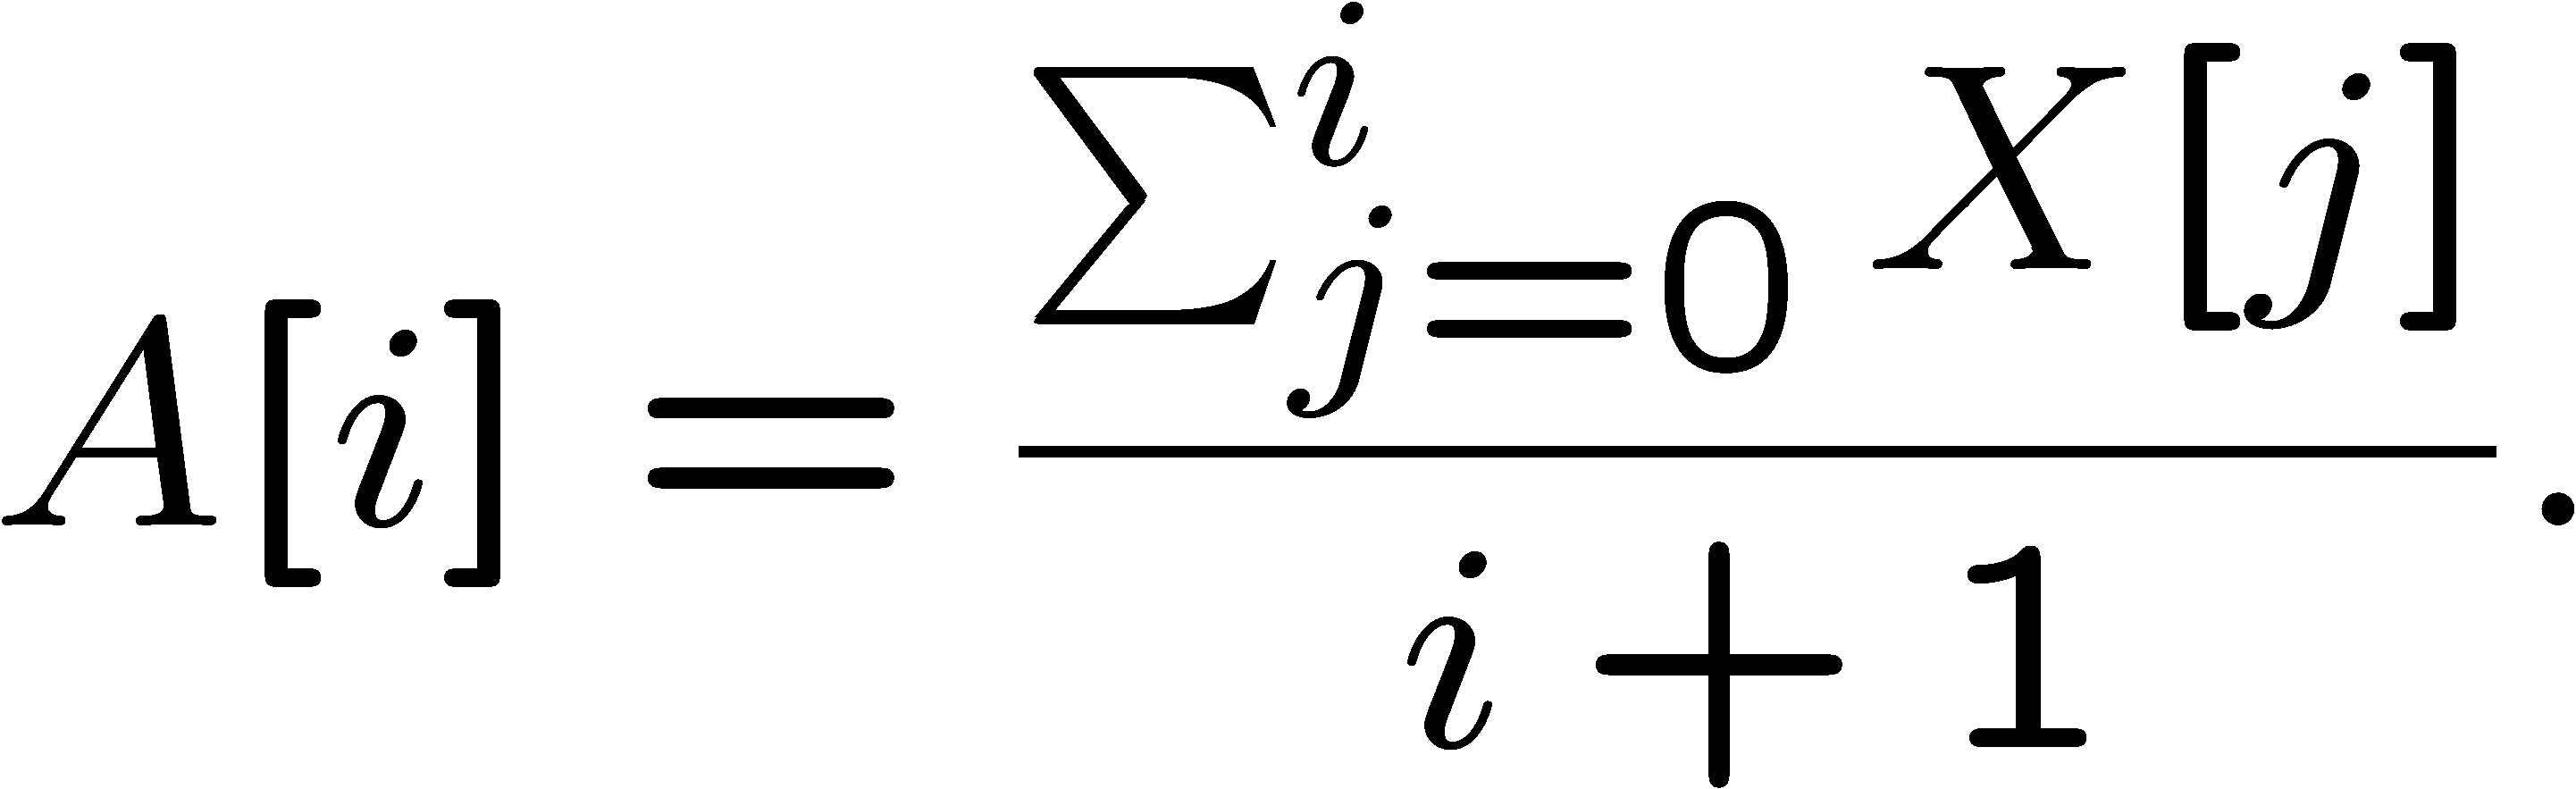 A[i] = \frac{\sum_{j=0}^{i} X[j]}{i+1}.